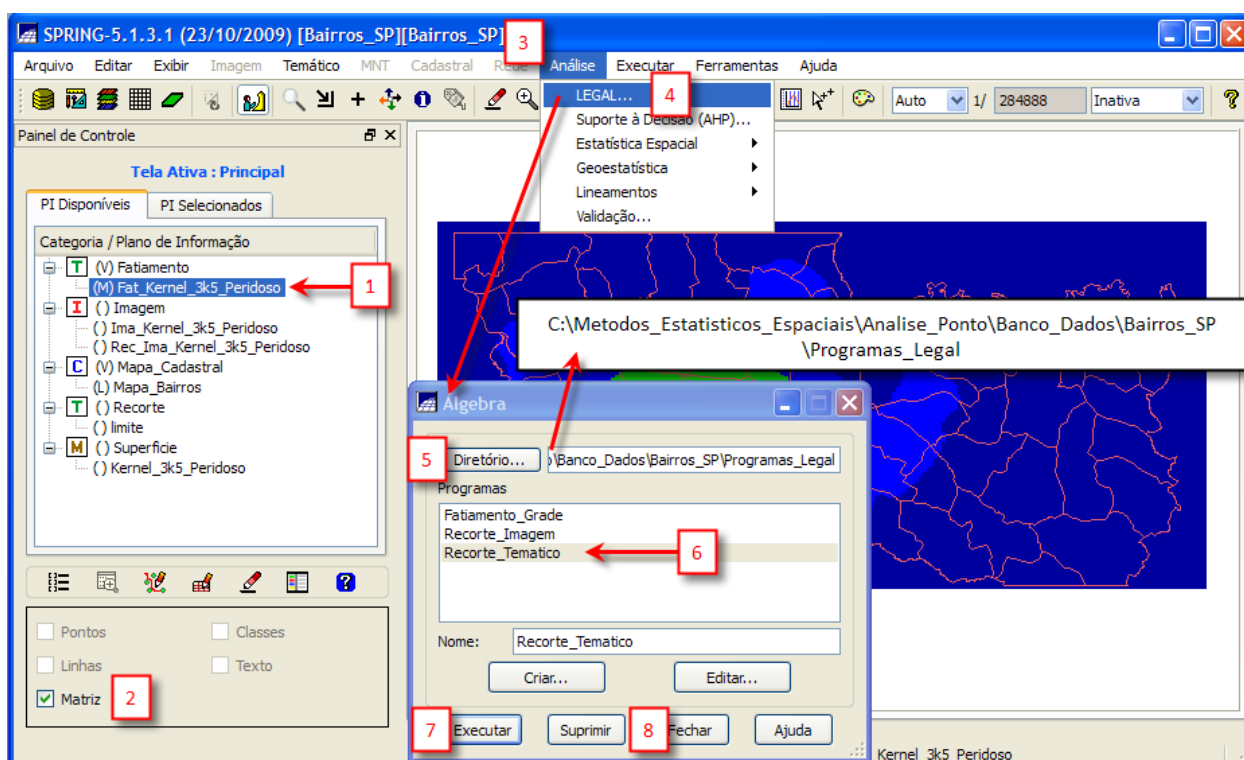 SPRING-5.1.3.1 (23/10/2009) [Bairros_SP][Bairros_SP]
3
Arquivo Editar Exibir Imagem Temático MNT Cadastral Análise Executar Ferramentas Ajuda
LEGAL...
4
Auto 1/ 284888 Inativa
Suporte à Decisão (AHP)...
Estatística Espacial
Geoestatística
Lineamentos
Validação...
Painel de Controle
Tela Ativa : Principal
PI Disponíveis PI Selecionados
Categoria / Plano de Informação
T (V) Fatiamento
(M) Fat_Kernel_3k5_Peridoso
1
I () Imagem
() Ima_Kernel_3k5_Peridoso
() Rec_Ima_Kernel_3k5_Peridoso
C (V) Mapa_Cadastral
(L) Mapa_Bairros
T () Recorte
() limite
M () Superficie
() Kernel_3k5_Peridoso
C:\Metodos_Estatisticos_Espaciais\Analise_Ponto\Banco_Dados\Bairros_SP
\Programas_Legal
Algebra
5 Diretório... o\Banco_Dados\Bairros_SP\Programas_Legal
Programas
Fatiamento_Grade
Recorte_Imagem
Recorte_Tematico
6
Nome: Recorte_Tematico
Criar... Editar...
7 Executar Suprimir 8 Fechar Ajuda
Pontos Classes
Linhas Texto
Matriz 2
Kernel_3k5_Peridoso